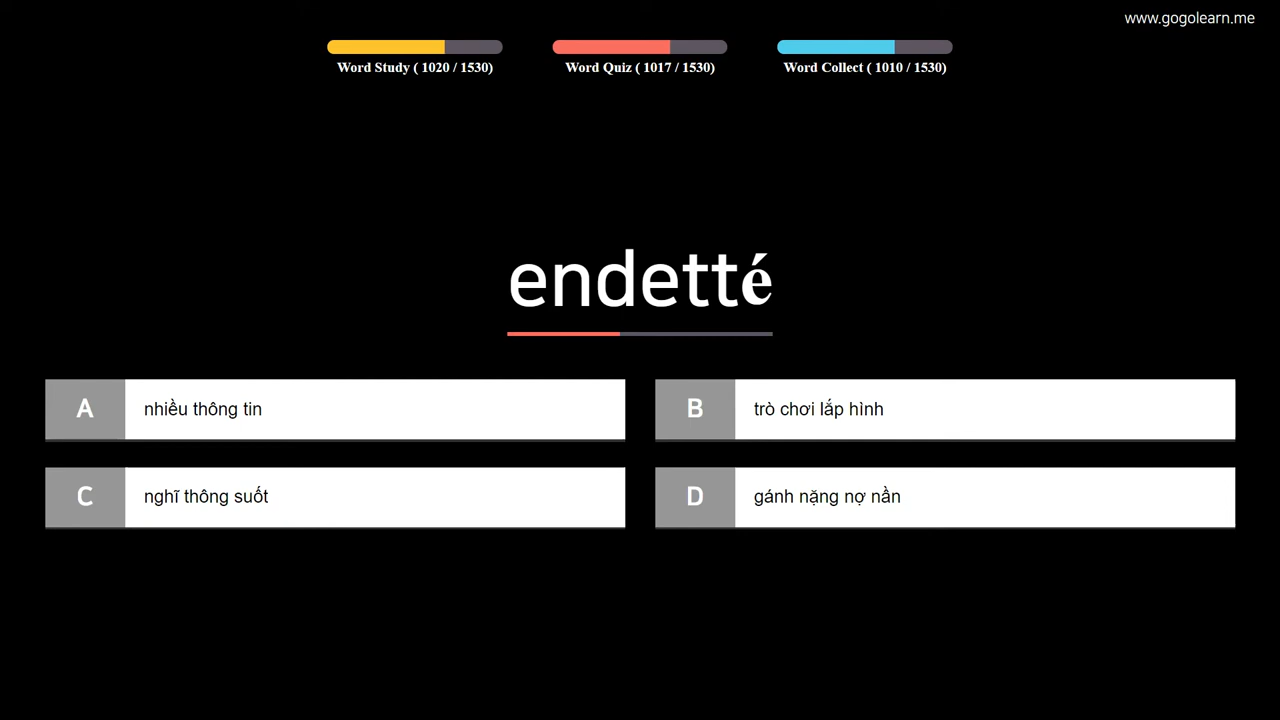 www.gogolearn.me
Word Study ( 1020 / 1530)
Word Quiz ( 1017 / 1530)
Word Collect ( 1010 / 1530)
endetté
A nhiều thông tin
B trò chơi lắp hình
C nghĩ thông suốt
D gánh nặng nợ nần